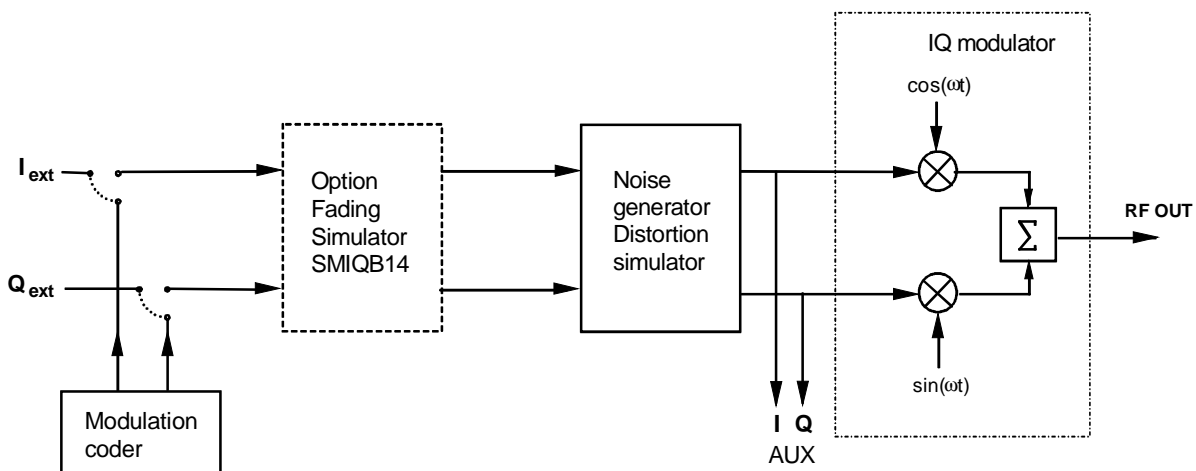 IQ modulator
cos(ωt)
I ext
Option
Fading
Simulator
SMIQB14
Noise
generator
Distortion
simulator
Σ
RF OUT
Q ext
sin(ωt)
Modulation
coder
I Q
AUX